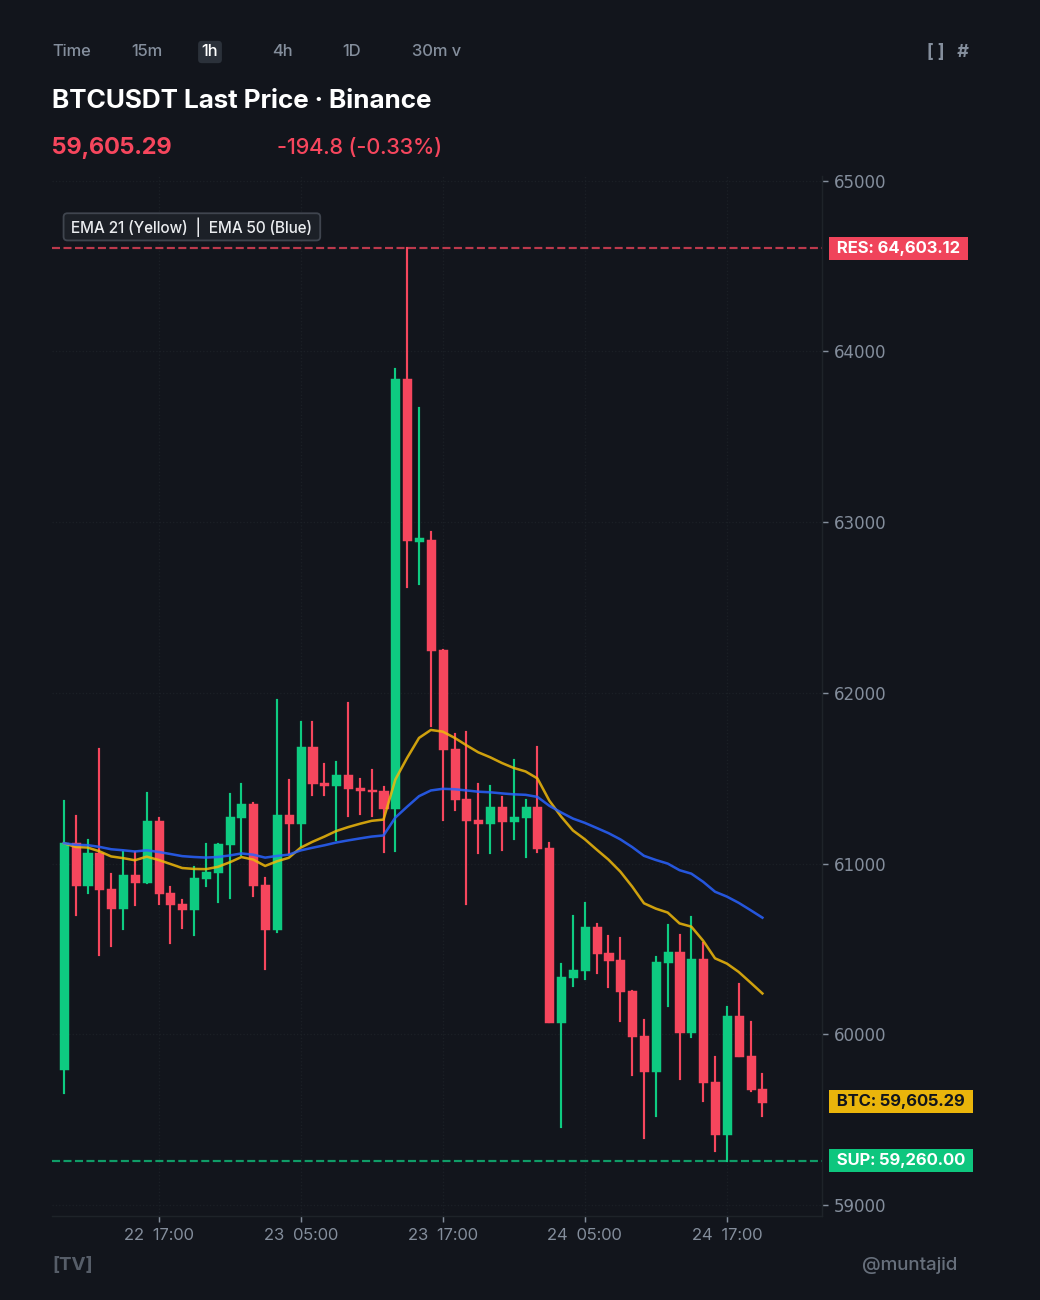 Time 15m 1h 4h 1D 30m v [ ] #
BTCUSDT Last Price · Binance
59,605.29 -194.8 (-0.33%)
65000
EMA 21 (Yellow) | EMA 50 (Blue)
RES: 64,603.12
64000
63000
62000
61000
60000
BTC: 59,605.29
SUP: 59,260.00
59000
22 17:00 23 05:00 23 17:00 24 05:00 24 17:00
[TV] @muntajid